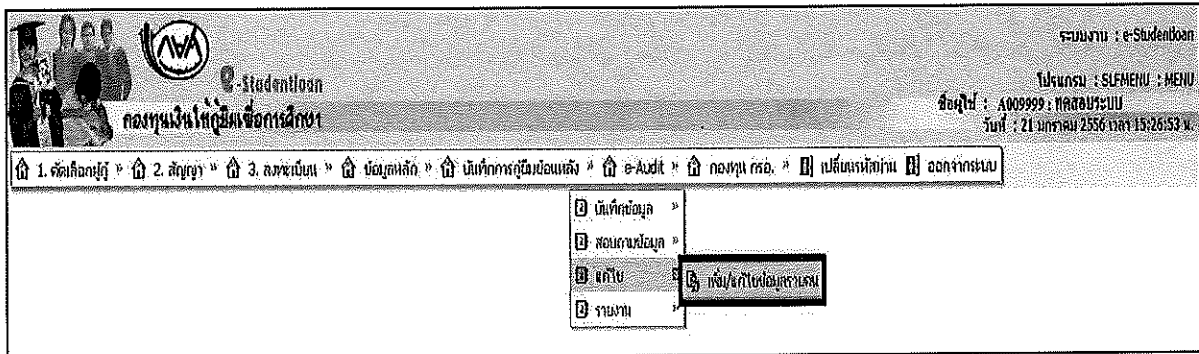 ระบบงาน : e-Studentloan
e-Studentloan
โปรแกรม : SLFMENU : MENU
กองทุนเงินให้กู้ยืมเพื่อการศึกษา
ชื่อผู้ใช้ : A009999 : ทดสอบระบบ
วันที่ : 21 มกราคม 2556 เวลา 15:26:53 น.
1. คัดเลือกผู้กู้ » 2. สัญญา » 3. ลงทะเบียน » ข้อมูลหลัก » บันทึกการกู้ยืมย้อนหลัง » e-Audit » กองทุน กรอ. » เปลี่ยนรหัสผ่าน ออกจากระบบ
บันทึกข้อมูล »
สอบถามข้อมูล »
แก้ไข
เพิ่ม/แก้ไขข้อมูลรายคน
รายงาน »